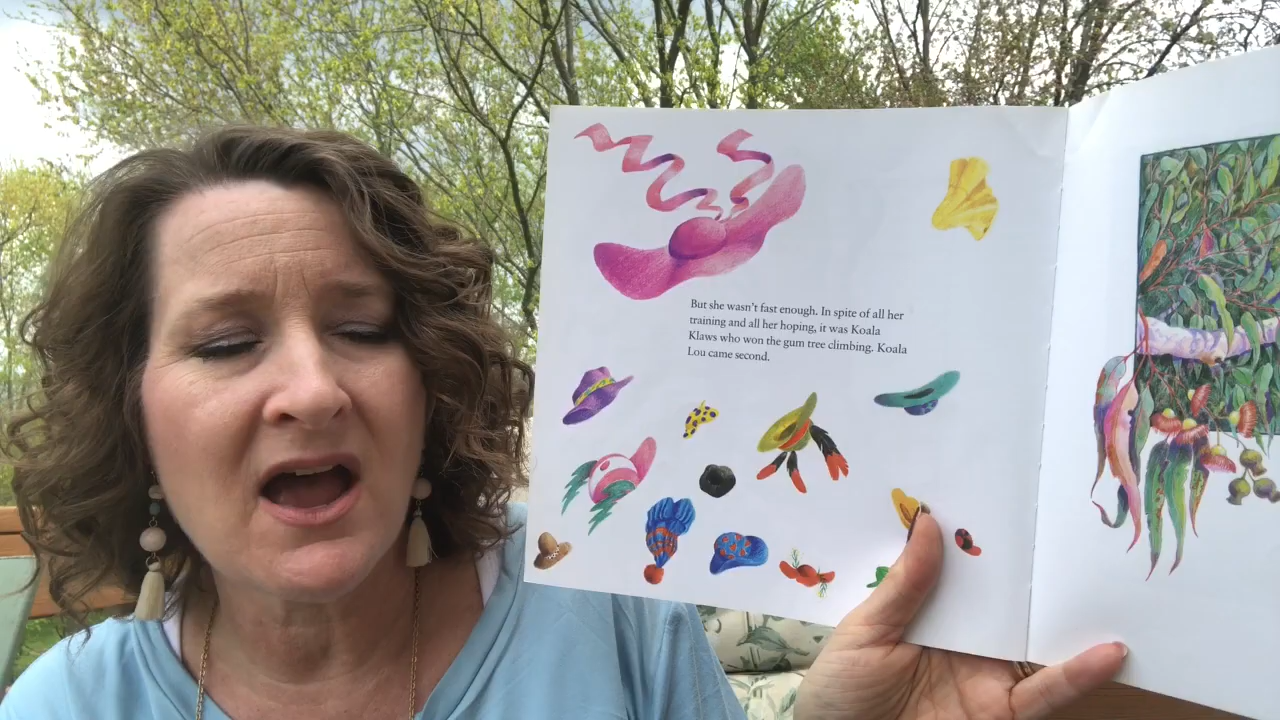 But she wasn't fast enough. In spite of all her
training and all her hoping, it was Koala
Klaws who won the gum tree climbing. Koala
Lou came second.